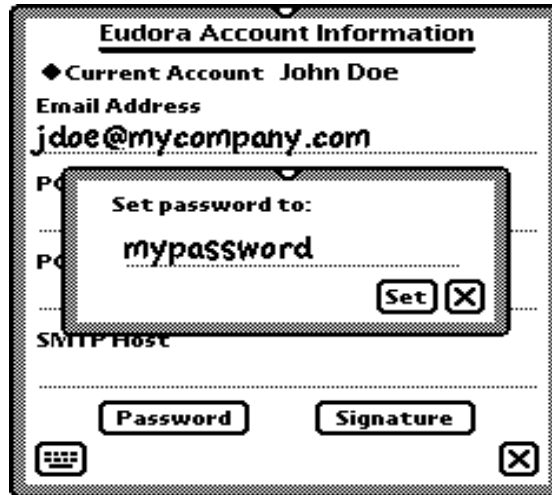 Eudora Account Information
◆Current Account John Doe
Email Address
jdoe@mycompany.com
Set password to:
mypassword
Set
SMTP Host
Password Signature